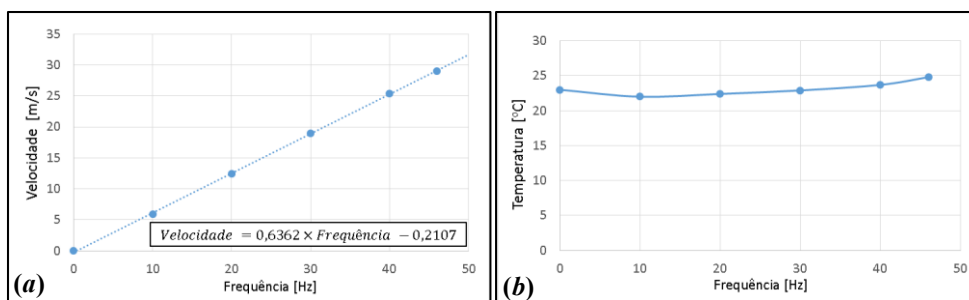 35
30
25
20
15
10
5
0
Velocidade [m/s]
Velocidade = 0,6362 × Frequência − 0,2107
0 10 20 30 40 50
Frequência [Hz]
(a)
30
25
20
15
10
5
0
Temperatura [ºC]
0 10 20 30 40 50
Frequência [Hz]
(b)